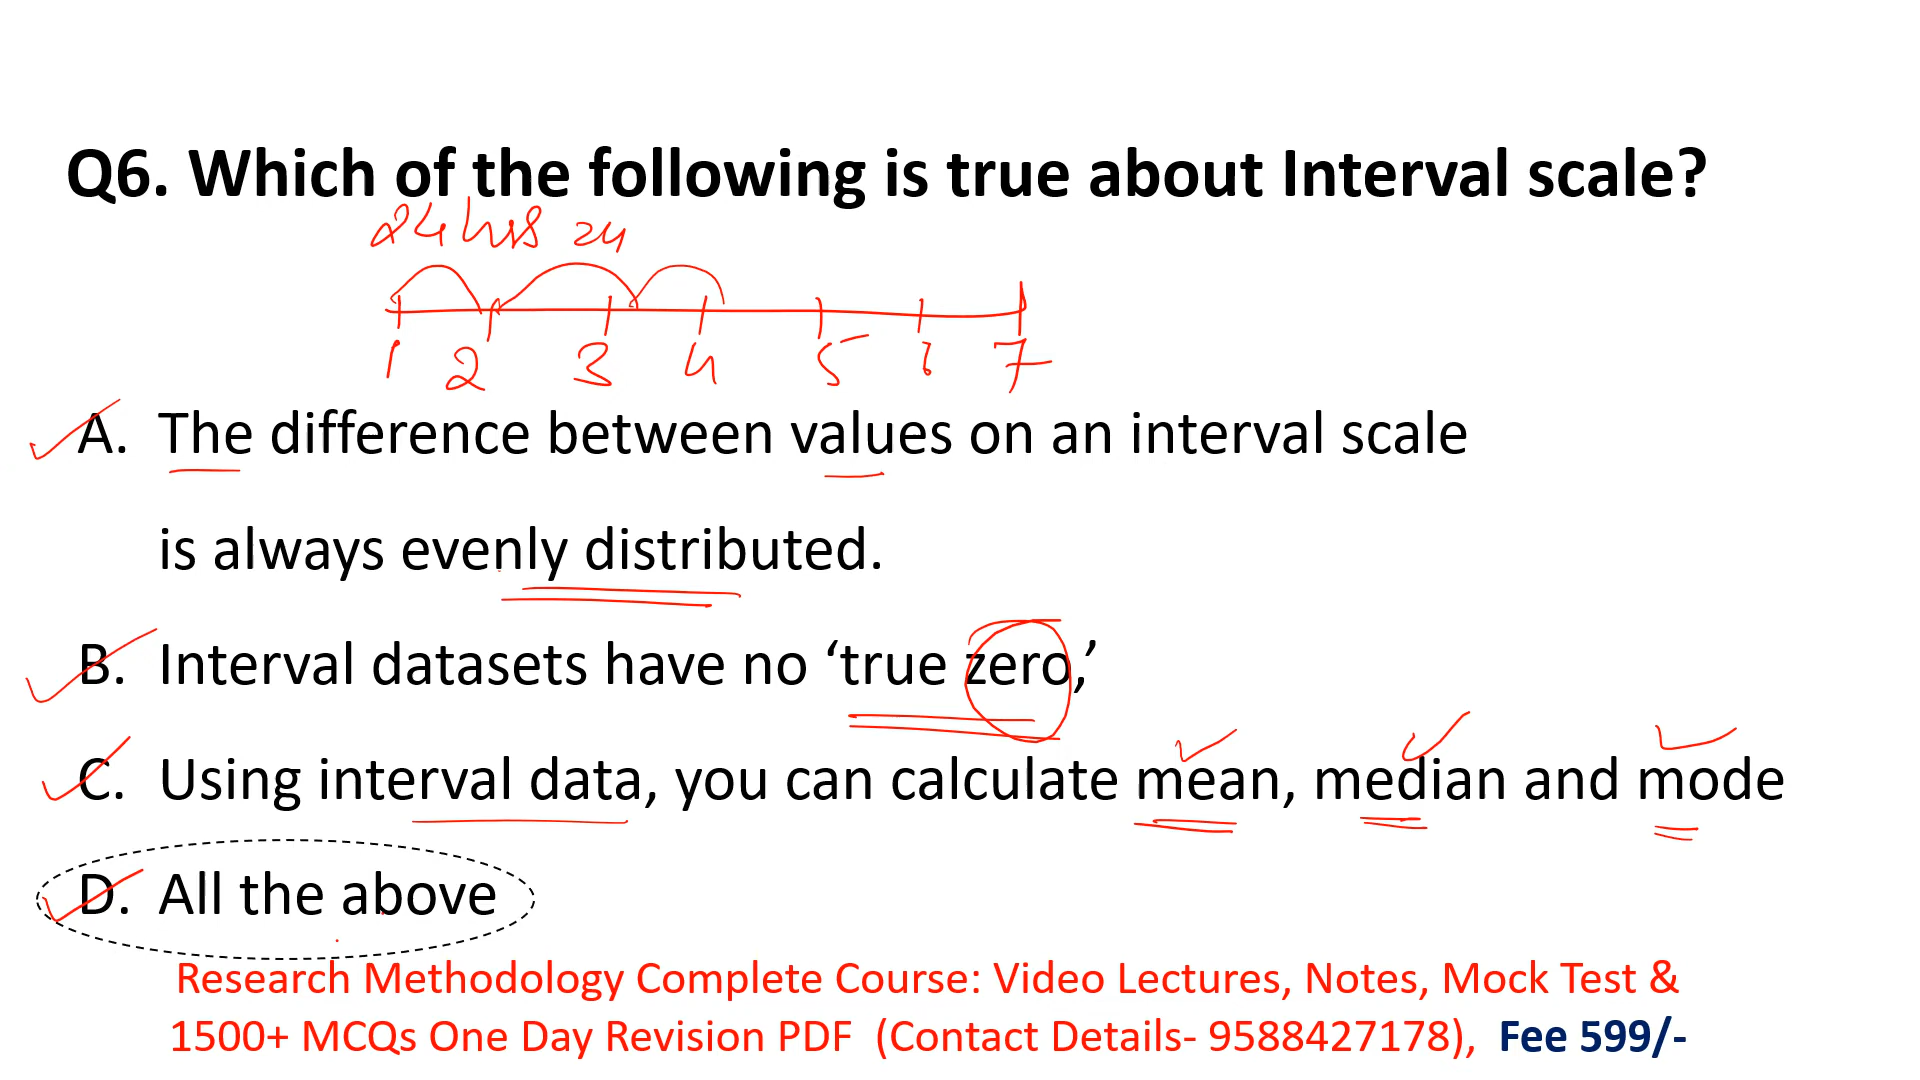 Q6. Which of the following is true about Interval scale?
24 hrs 24
1 2 3 4 5 6 7
A. The difference between values on an interval scale
is always evenly distributed.
B. Interval datasets have no ‘true zero,’
C. Using interval data, you can calculate mean, median and mode
D. All the above
Research Methodology Complete Course: Video Lectures, Notes, Mock Test &
1500+ MCQs One Day Revision PDF (Contact Details- 9588427178), Fee 599/-